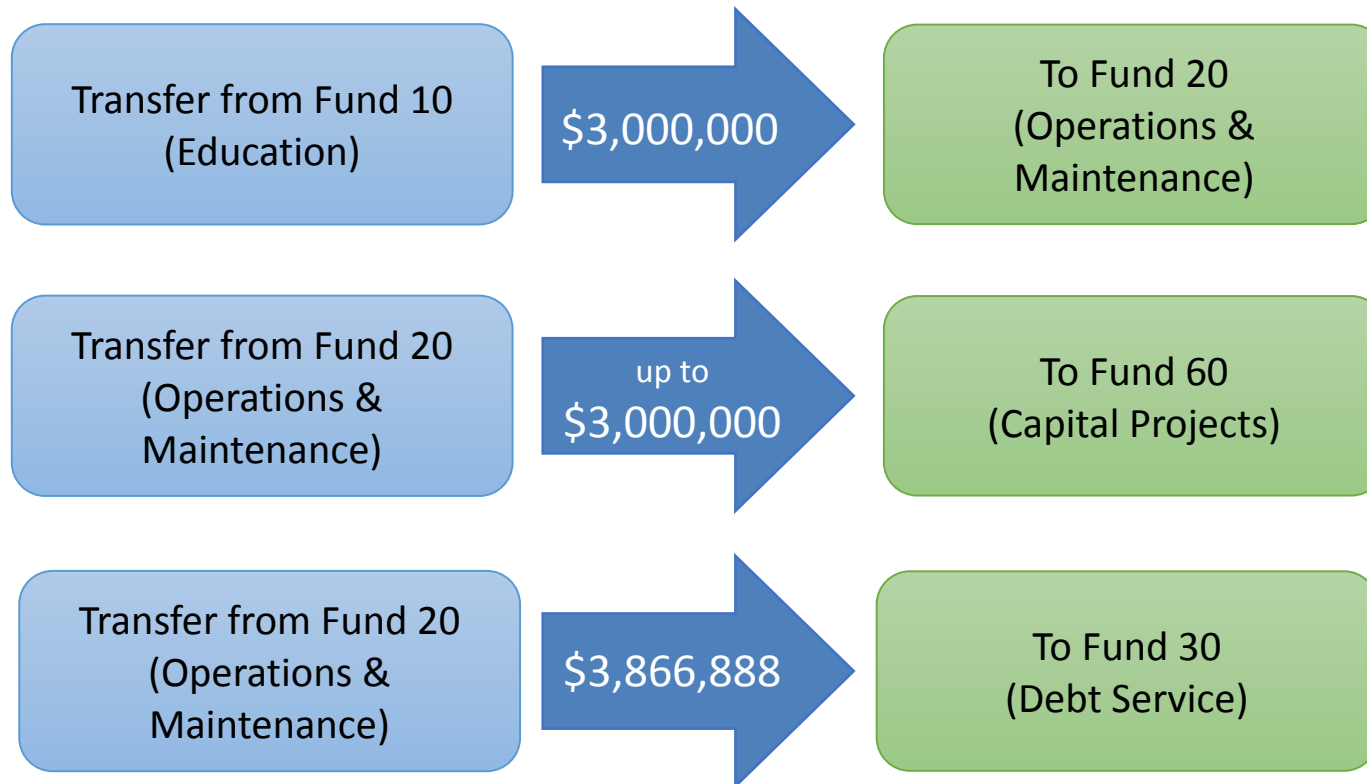 Transfer from Fund 10
(Education)
$3,000,000
To Fund 20
(Operations &
Maintenance)
Transfer from Fund 20
(Operations &
Maintenance)
up to
$3,000,000
To Fund 60
(Capital Projects)
Transfer from Fund 20
(Operations &
Maintenance)
$3,866,888
To Fund 30
(Debt Service)